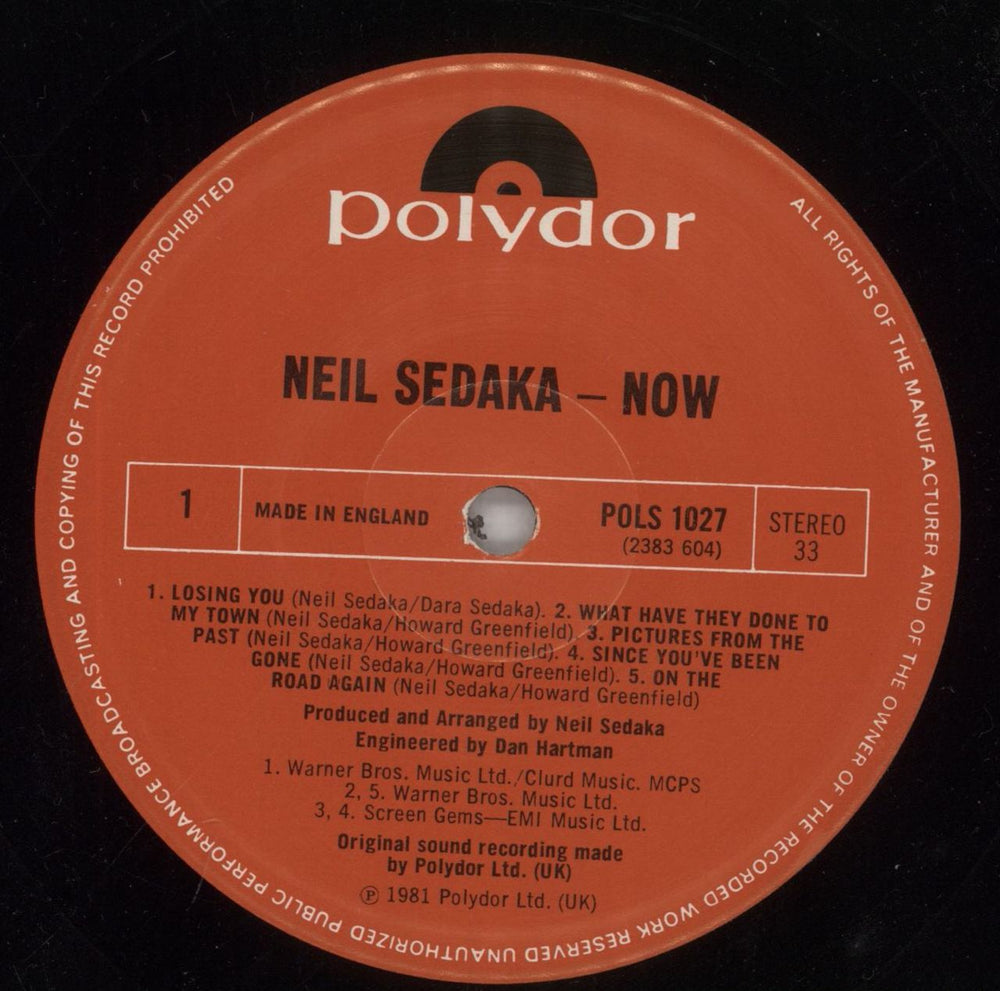 polydor
NEIL SEDAKA – NOW
1
MADE IN ENGLAND
POLS 1027
(2383 604)
STEREO
33
1. LOSING YOU (Neil Sedaka/Dara Sedaka). 2. WHAT HAVE THEY DONE TO
MY TOWN (Neil Sedaka/Howard Greenfield). 3. PICTURES FROM THE
PAST (Neil Sedaka/Howard Greenfield). 4. SINCE YOU'VE BEEN
GONE (Neil Sedaka/Howard Greenfield). 5. ON THE
ROAD AGAIN (Neil Sedaka/Howard Greenfield)
Produced and Arranged by Neil Sedaka
Engineered by Dan Hartman
1. Warner Bros. Music Ltd./Clurd Music. MCPS
2, 5. Warner Bros. Music Ltd.
3, 4. Screen Gems—EMI Music Ltd.
Original sound recording made
by Polydor Ltd. (UK)
℗ 1981 Polydor Ltd. (UK)
ALL RIGHTS OF THE MANUFACTURER AND OF THE OWNER OF THE RECORDED WORK RESERVED UNAUTHORIZED PUBLIC PERFORMANCE BROADCASTING AND COPYING OF THIS RECORD PROHIBITED